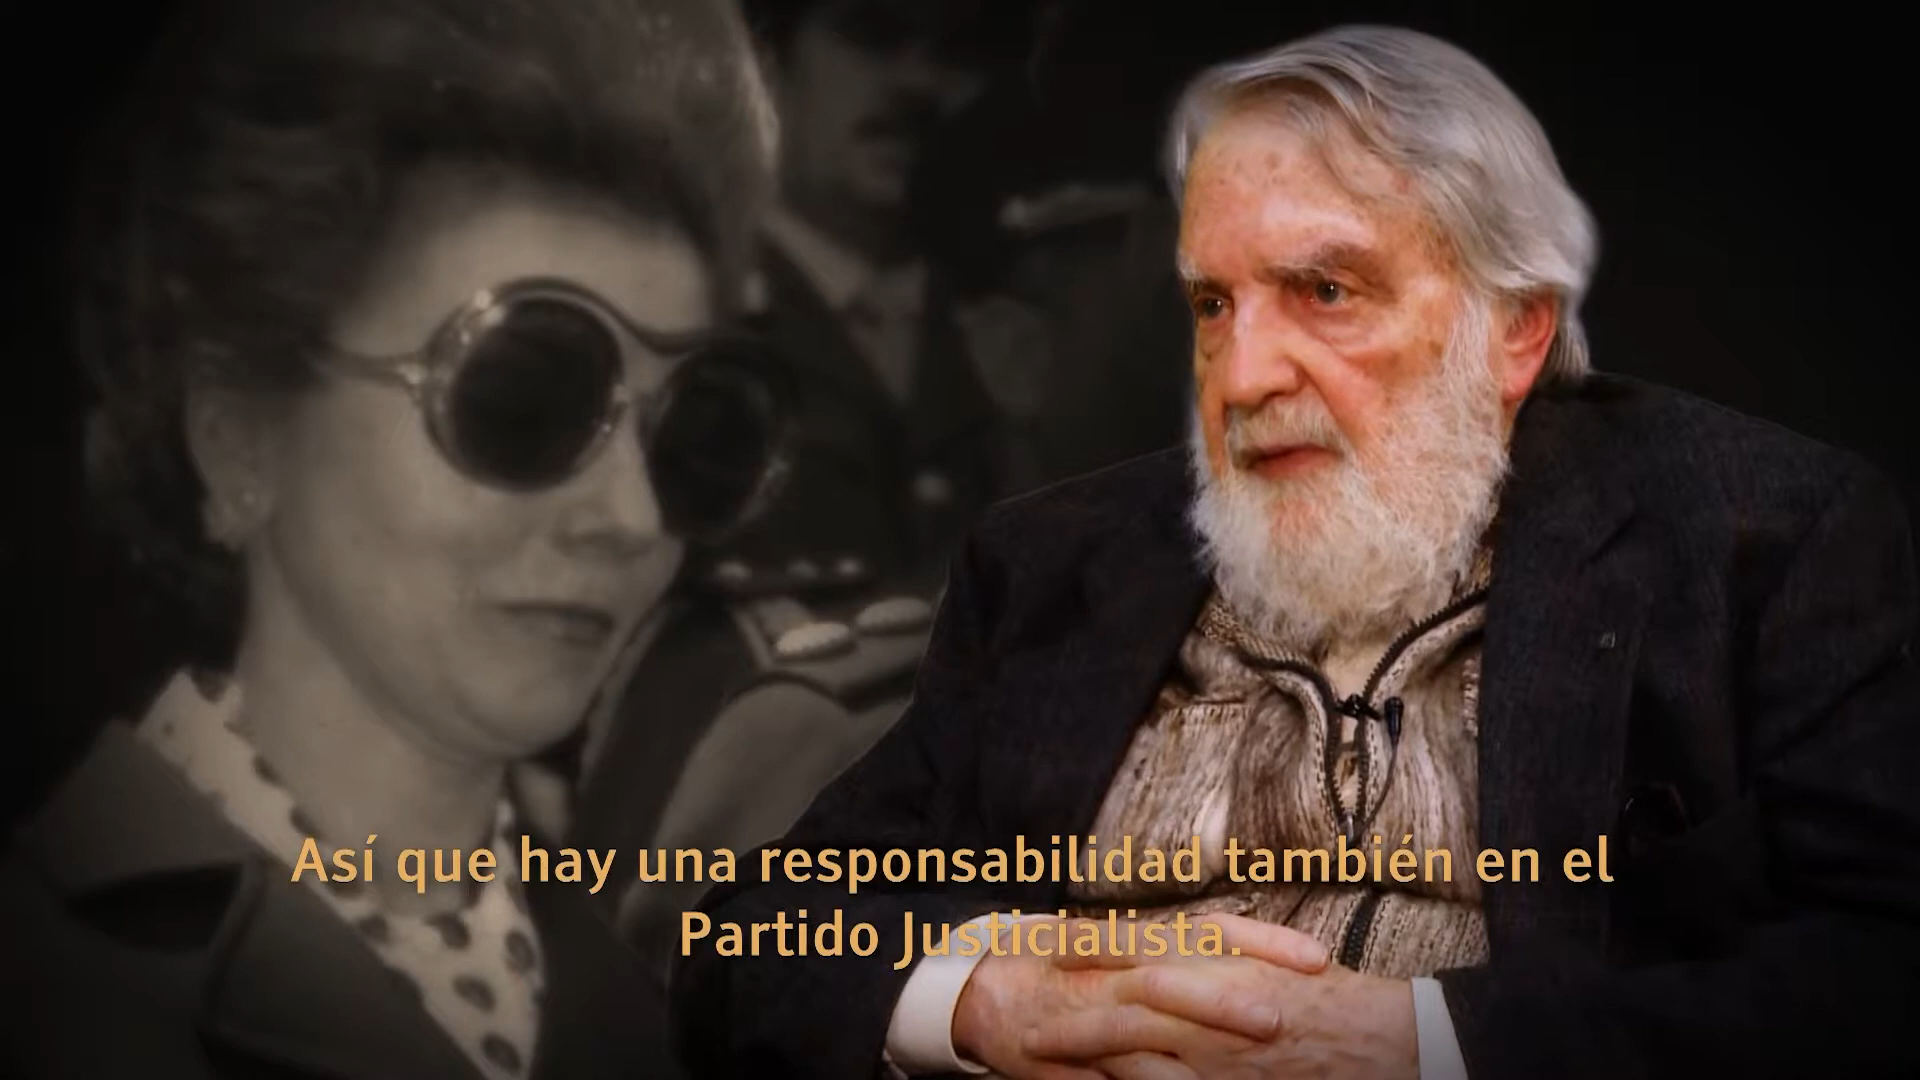 Así que hay una responsabilidad también en el
Partido Justicialista.